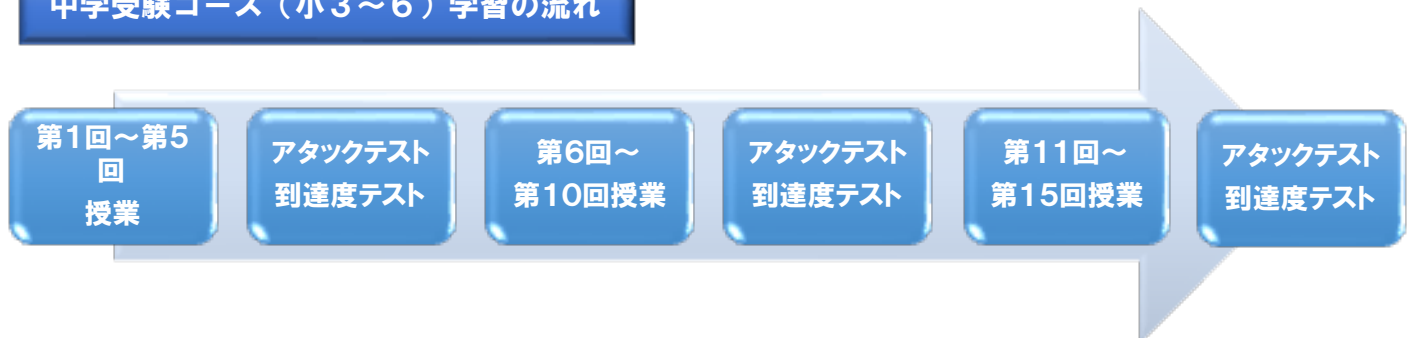 中学受験コース（小３～６）学習の流れ
第1回～第5
回
授業
アタックテスト
到達度テスト
第6回～
第10回授業
アタックテスト
到達度テスト
第11回～
第15回授業
アタックテスト
到達度テスト